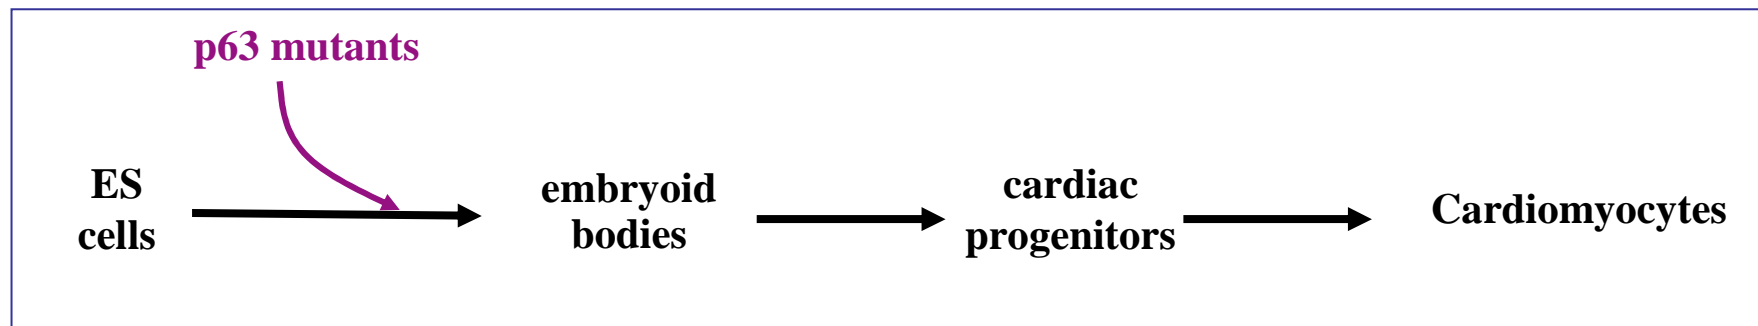 p63 mutants
ES
cells
embryoid
bodies
cardiac
progenitors
Cardiomyocytes